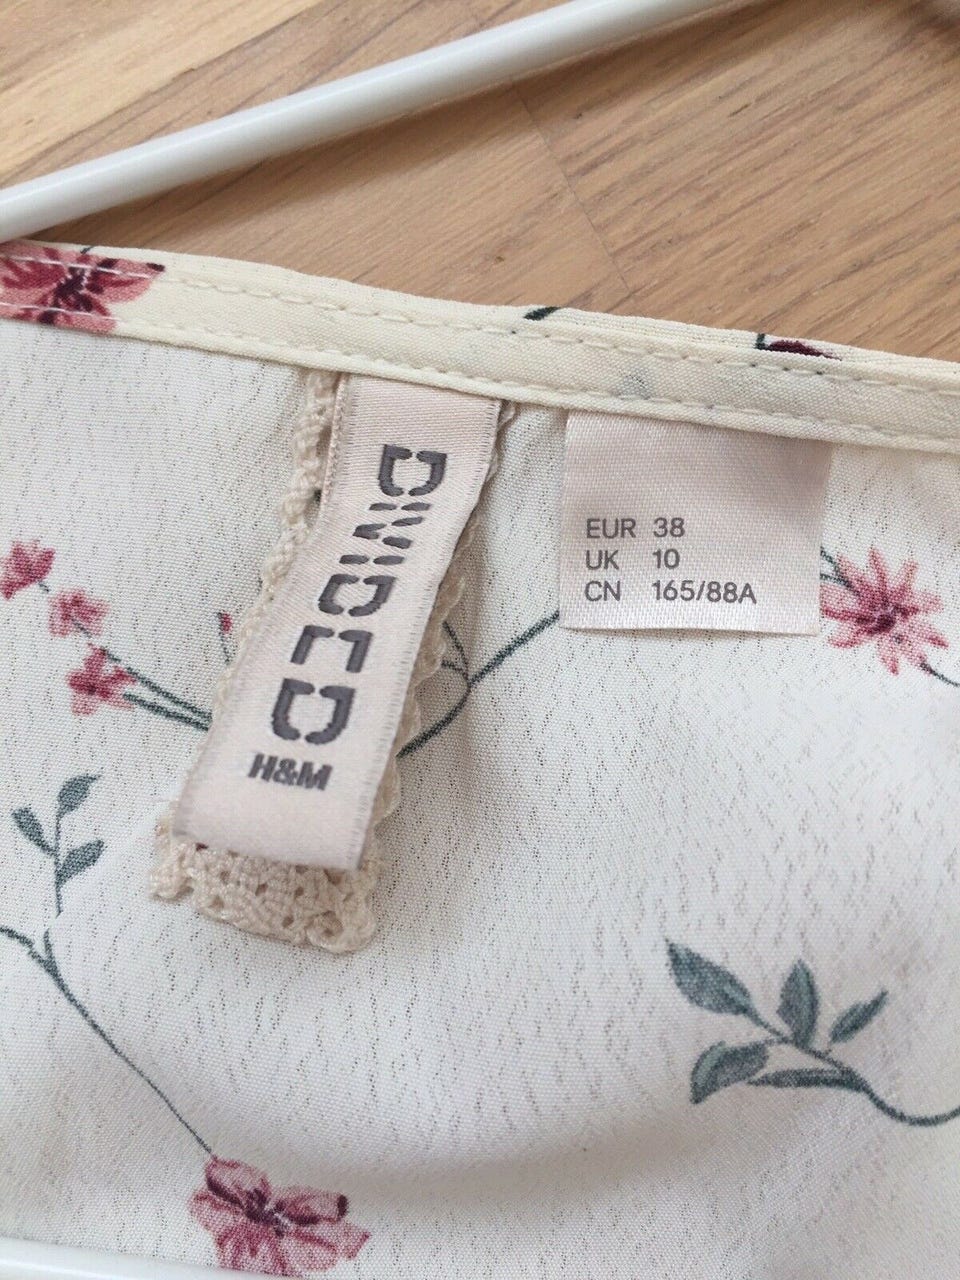 DIVIDED
H&M
EUR 38
UK 10
CN 165/88A